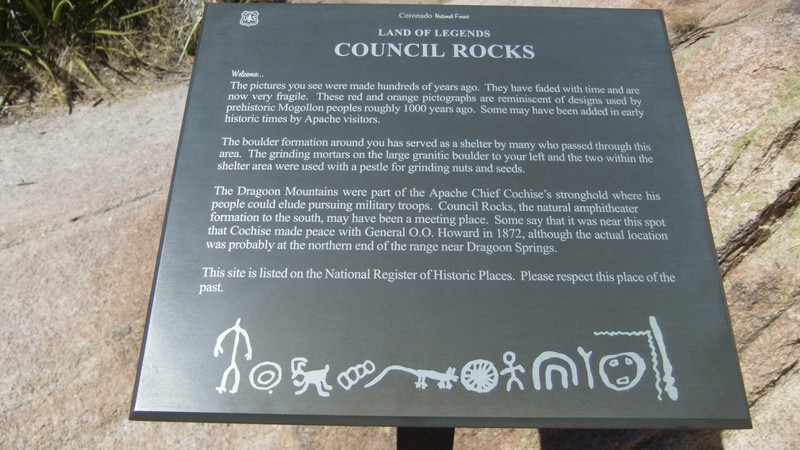 Coronado National Forest
LAND OF LEGENDS
COUNCIL ROCKS
Welcome...
The pictures you see were made hundreds of years ago. They have faded with time and are
now very fragile. These red and orange pictographs are reminiscent of designs used by
prehistoric Mogollon peoples roughly 1000 years ago. Some may have been added in early
historic times by Apache visitors.
The boulder formation around you has served as a shelter by many who passed through this
area. The grinding mortars on the large granitic boulder to your left and the two within the
shelter area were used with a pestle for grinding nuts and seeds.
The Dragoon Mountains were part of the Apache Chief Cochise's stronghold where his
people could elude pursuing military troops. Council Rocks, the natural amphitheater
formation to the south, may have been a meeting place. Some say that it was near this spot
that Cochise made peace with General O.O. Howard in 1872, although the actual location
was probably at the northern end of the range near Dragoon Springs.
This site is listed on the National Register of Historic Places. Please respect this place of the
past.